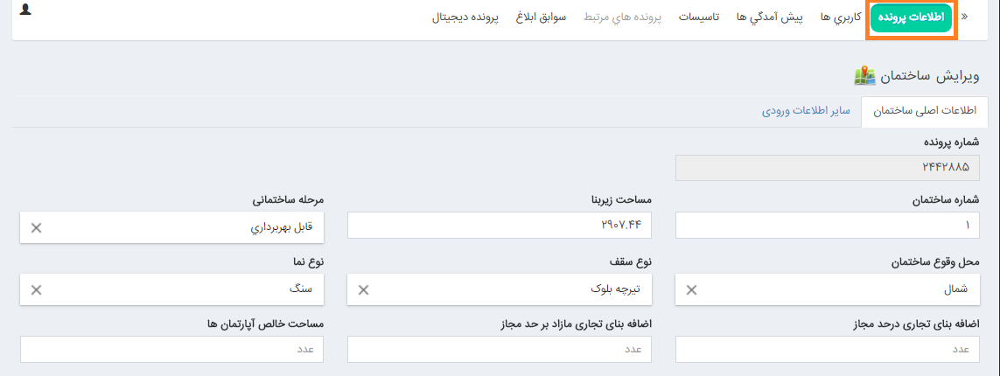 » اطلاعات پرونده کاربري ها پيش آمدگي ها تاسيسات پرونده هاي مرتبط سوابق ابلاغ پرونده ديجيتال
ویرایش ساختمان
اطلاعات اصلی ساختمان سایر اطلاعات ورودی
شماره پرونده
۲۴۴۲۸۸۵
شماره ساختمان مساحت زیربنا مرحله ساختمانی
۱ ۲۹۰۷.۴۴ قابل بهربرداري ×
محل وقوع ساختمان نوع سقف نوع نما
شمال × تیرچه بلوک × سنگ ×
اضافه بنای تجاری درحد مجاز اضافه بنای تجاری مازاد بر حد مجاز مساحت خالص آپارتمان ها
عدد عدد عدد